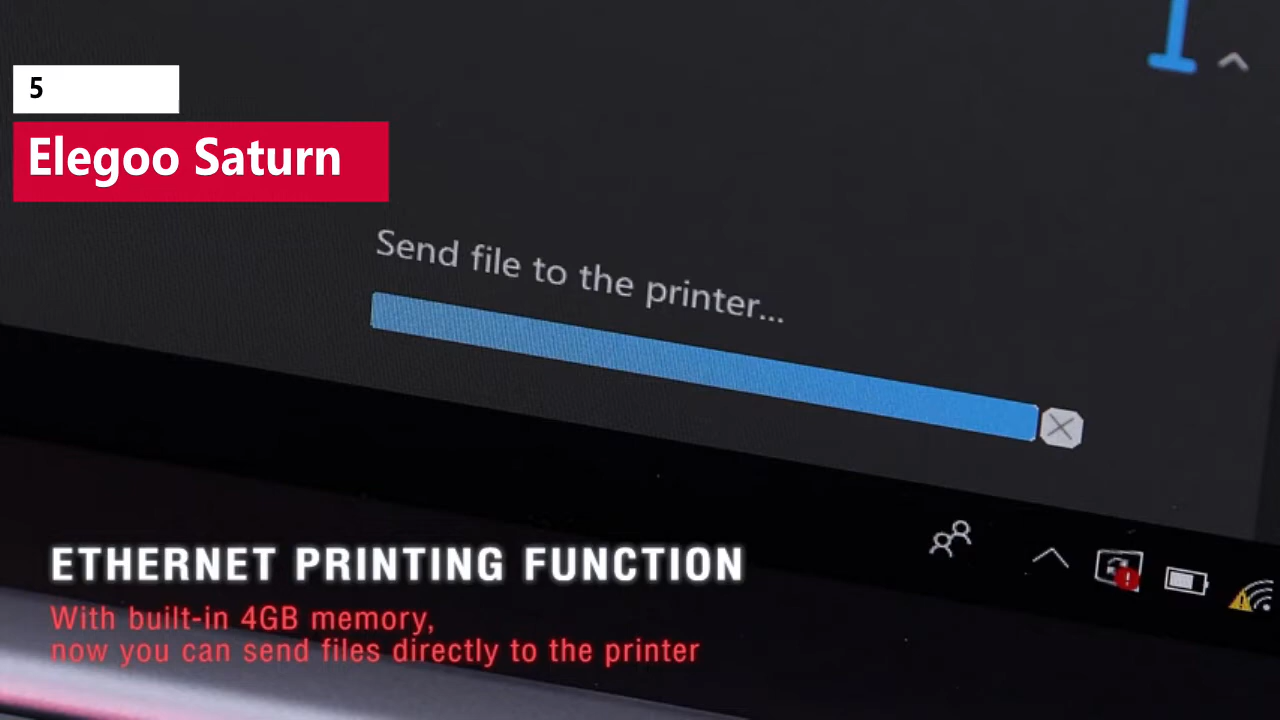 5
Elegoo Saturn
Send file to the printer...
ETHERNET PRINTING FUNCTION
With built-in 4GB memory,
now you can send files directly to the printer